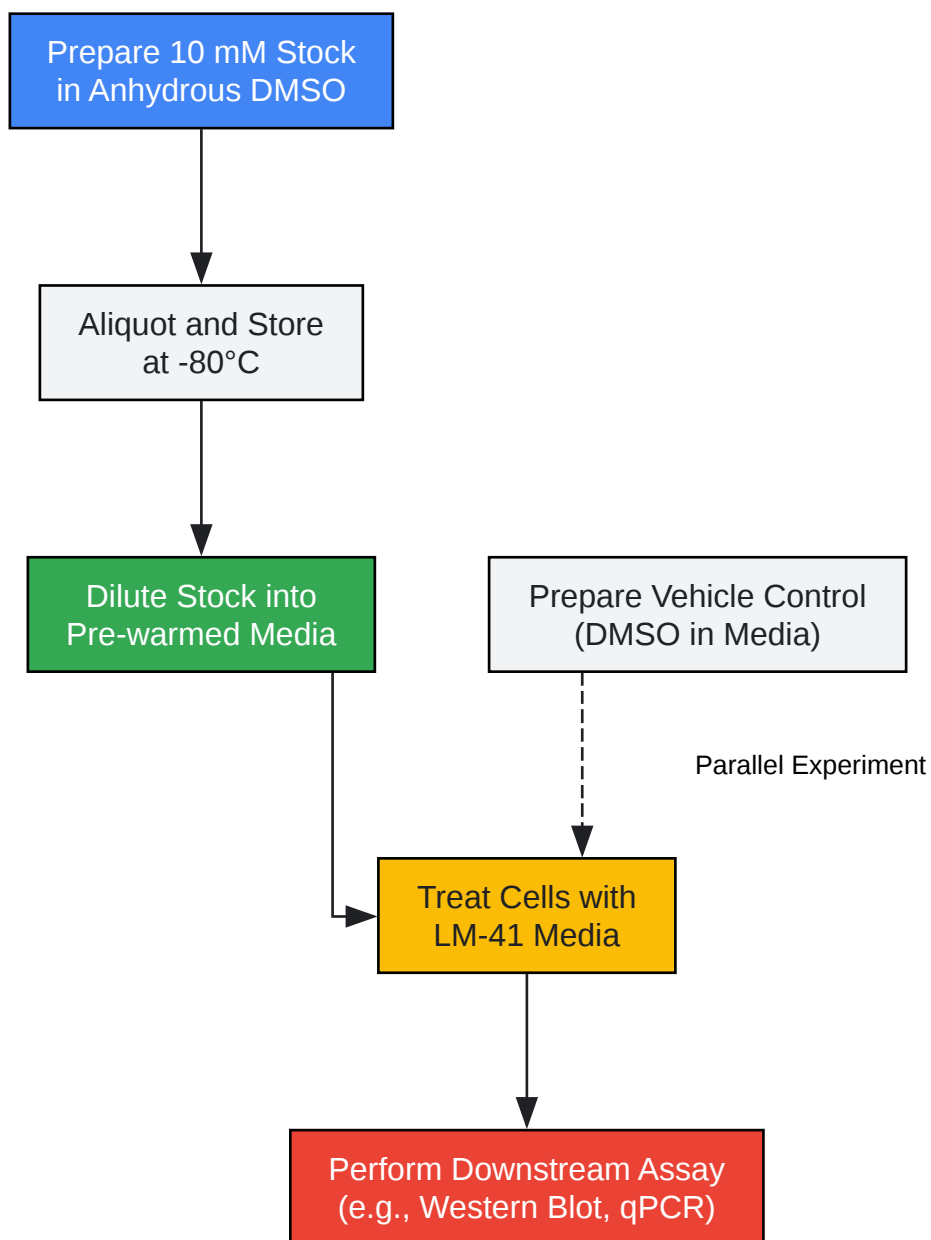 Prepare 10 mM Stock
in Anhydrous DMSO
Aliquot and Store
at -80°C
Dilute Stock into
Pre-warmed Media
Prepare Vehicle Control
(DMSO in Media)
Parallel Experiment
Treat Cells with
LM-41 Media
Perform Downstream Assay
(e.g., Western Blot, qPCR)